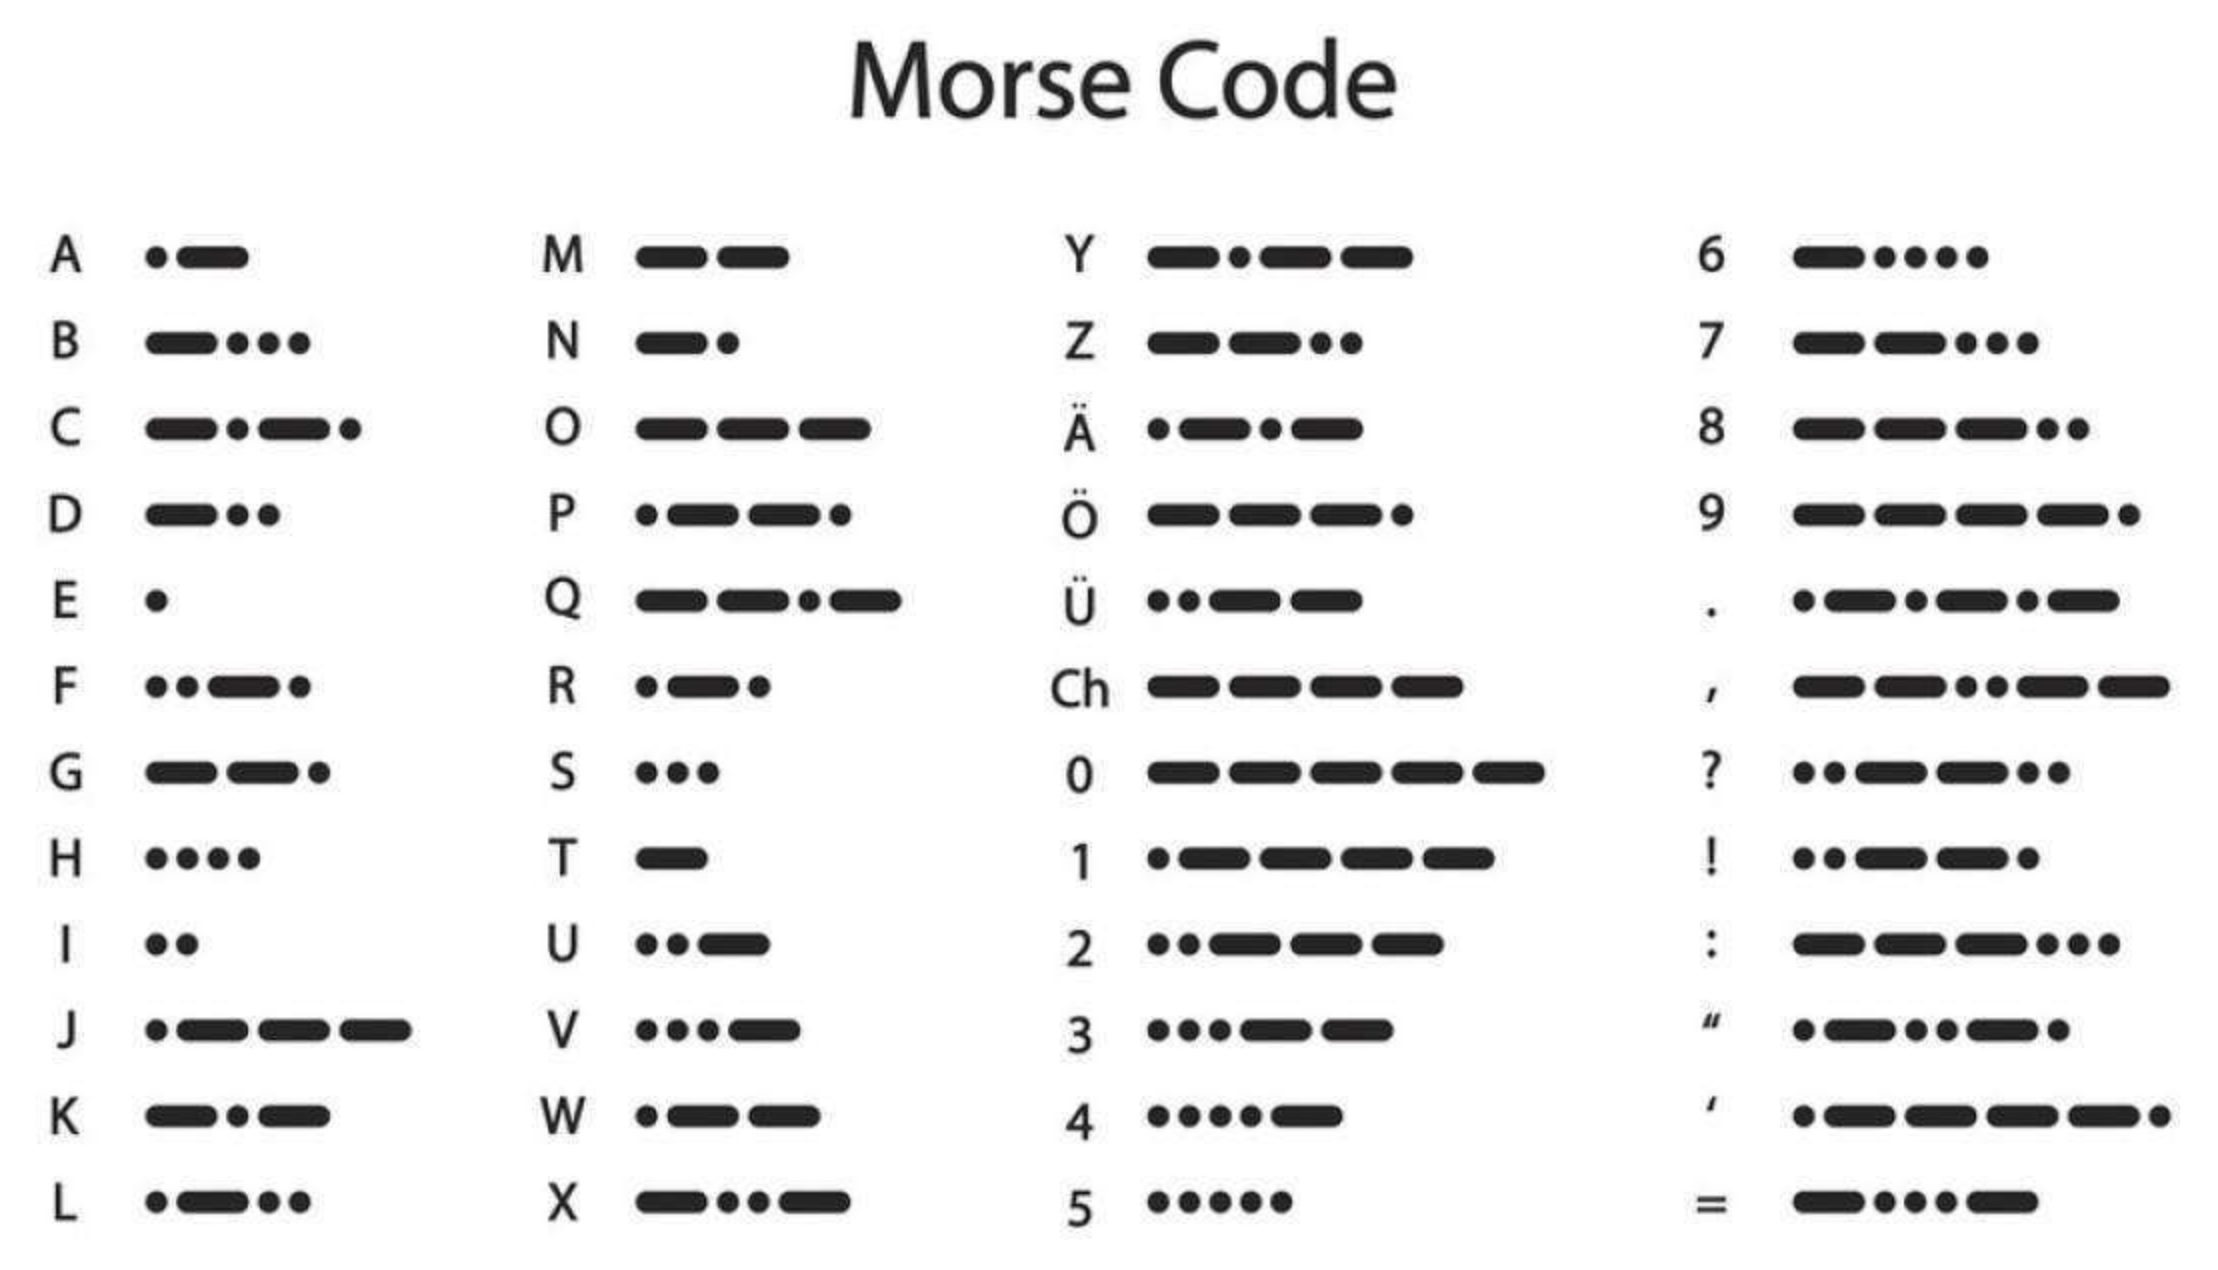 Morse Code
A •— M —— Y —•—— 6 —••••
B —••• N —• Z ——•• 7 ——•••
C —•—• O ——— Ä •—•— 8 ———••
D —•• P •——• Ö ———• 9 ————•
E • Q ——•— Ü ••—— . •—•—•—
F ••—• R •—• Ch ———— , ——••——
G ——• S ••• 0 ————— ? ••——••
H •••• T — 1 •———— ! ••——•
I •• U ••— 2 ••——— : ———•••
J •——— V •••— 3 •••—— “ •—••—•
K —•— W •—— 4 ••••— ‘ •————•
L •—•• X —••— 5 ••••• = —•••—